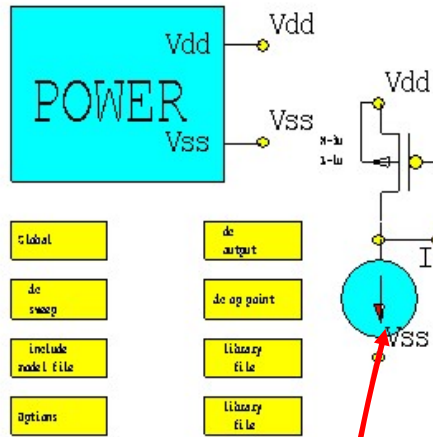 Vdd
Vdd
POWER
Vss
Vss
Vdd
Global
dc
output
dc
sweep
dc op point
include
model file
library
file
Options
library
file
I
Vss